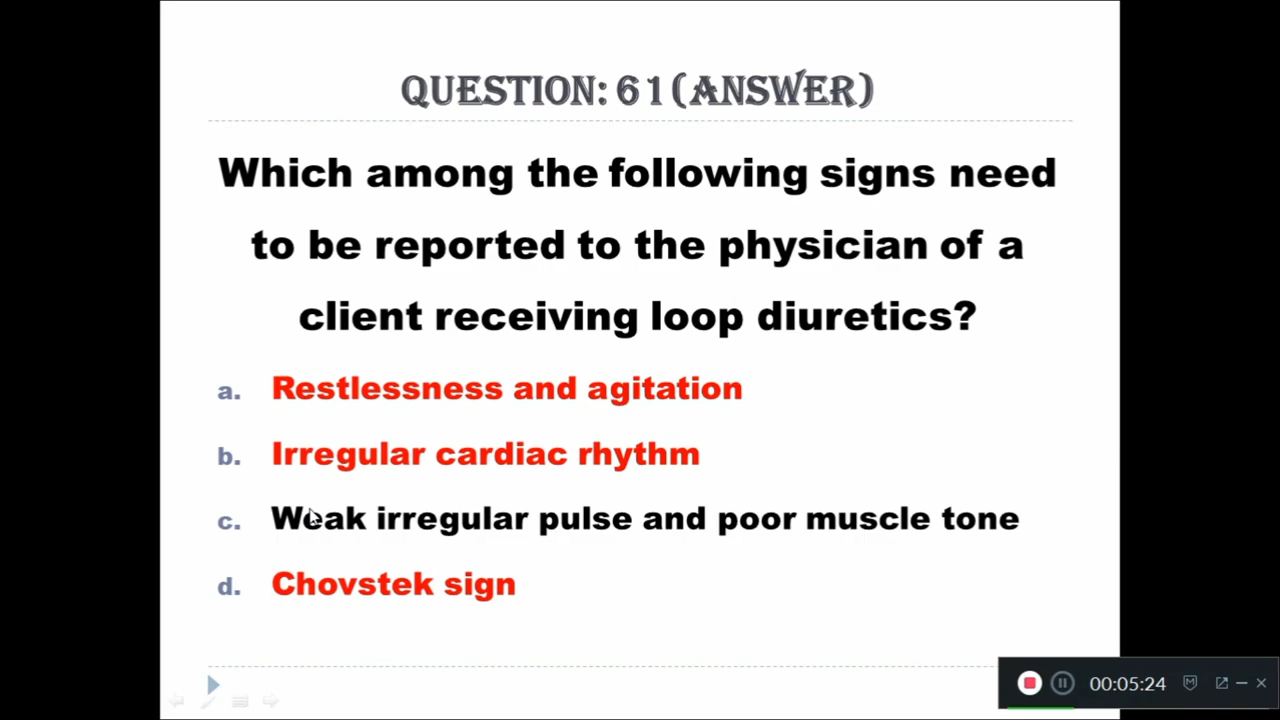 QUESTION: 61(ANSWER)
Which among the following signs need
to be reported to the physician of a
client receiving loop diuretics?
a. Restlessness and agitation
b. Irregular cardiac rhythm
c. Weak irregular pulse and poor muscle tone
d. Chovstek sign
00:05:24